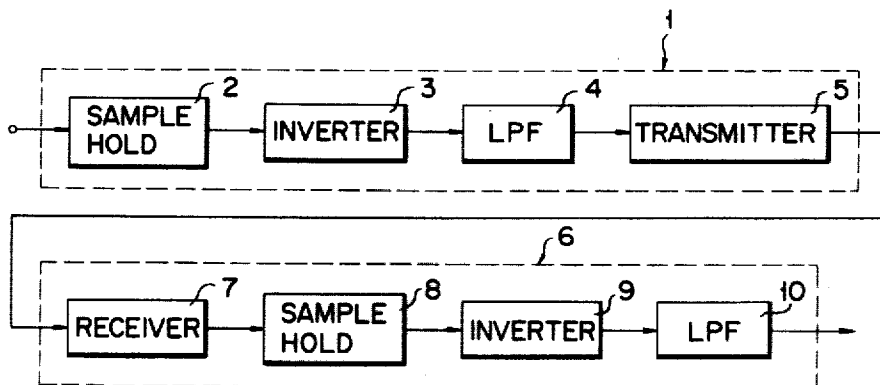 1
2
3
4
5
SAMPLE
HOLD
INVERTER
LPF
TRANSMITTER
6
7
8
9
10
RECEIVER
SAMPLE
HOLD
INVERTER
LPF